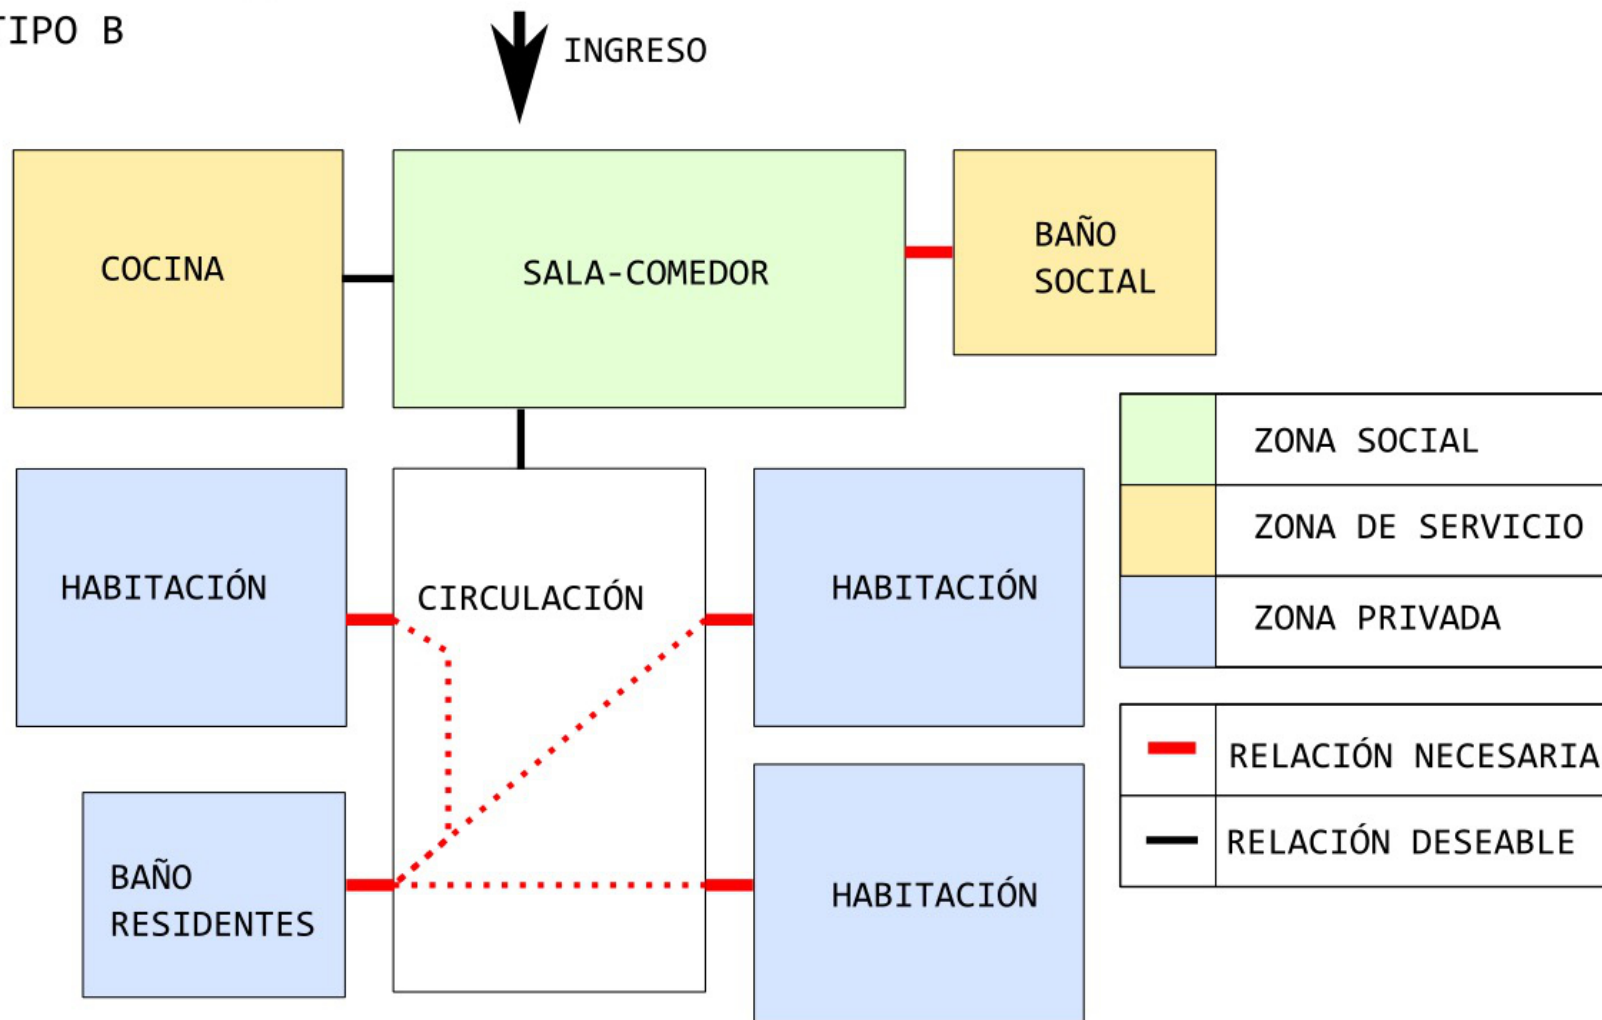 TIPO B
INGRESO
COCINA
SALA-COMEDOR
BAÑO
SOCIAL
HABITACIÓN
CIRCULACIÓN
HABITACIÓN
BAÑO
RESIDENTES
HABITACIÓN
ZONA SOCIAL
ZONA DE SERVICIO
ZONA PRIVADA
RELACIÓN NECESARIA
RELACIÓN DESEABLE